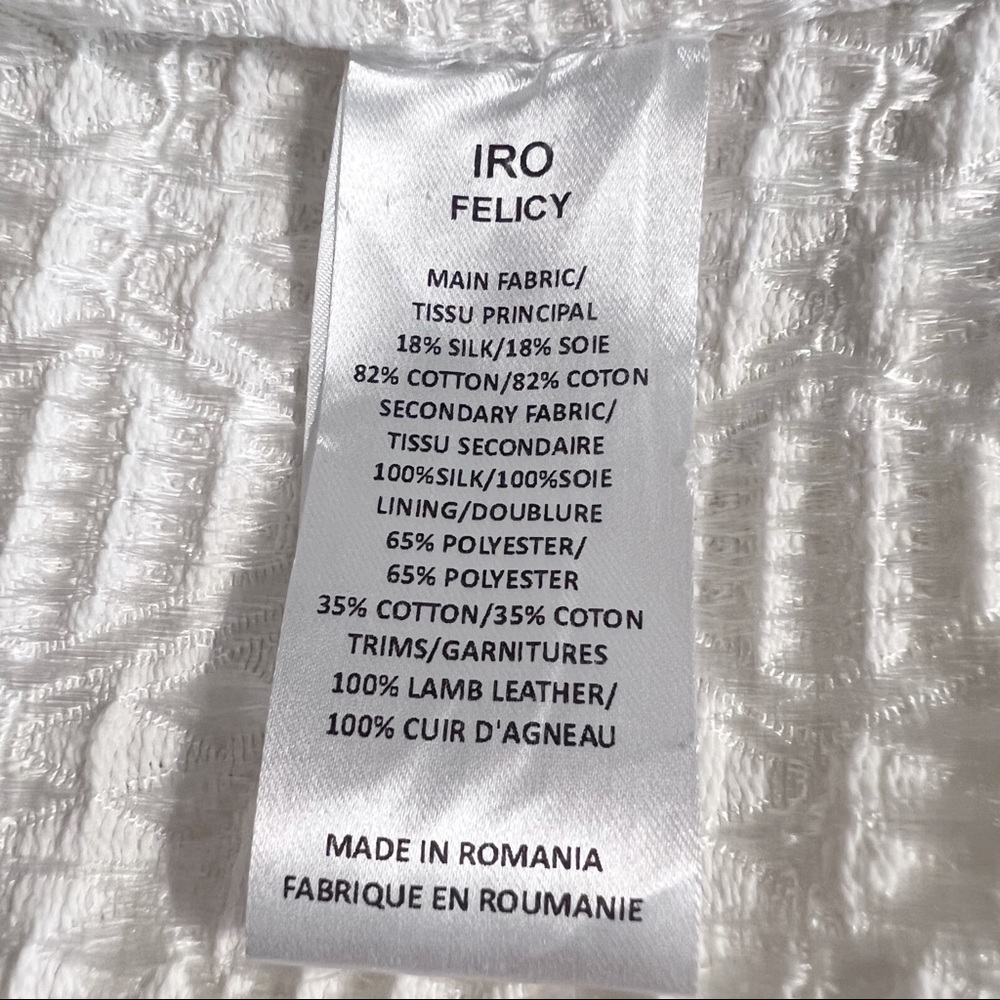 IRO
FELICY
MAIN FABRIC/
TISSU PRINCIPAL
18% SILK/18% SOIE
82% COTTON/82% COTON
SECONDARY FABRIC/
TISSU SECONDAIRE
100%SILK/100%SOIE
LINING/DOUBLURE
65% POLYESTER/
65% POLYESTER
35% COTTON/35% COTON
TRIMS/GARNITURES
100% LAMB LEATHER/
100% CUIR D'AGNEAU
MADE IN ROMANIA
FABRIQUE EN ROUMANIE